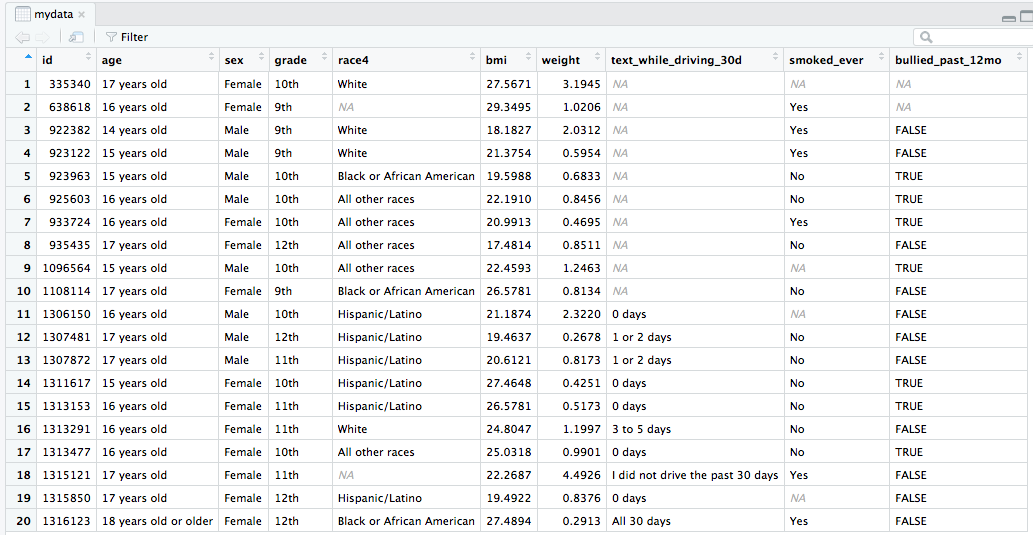 mydata
Filter
id age sex grade race4 bmi weight text_while_driving_30d smoked_ever bullied_past_12mo
1 335340 17 years old Female 10th White 27.5671 3.1945 NA NA NA
2 638618 16 years old Female 9th NA 29.3495 1.0206 NA Yes NA
3 922382 14 years old Male 9th White 18.1827 2.0312 NA Yes FALSE
4 923122 15 years old Male 9th White 21.3754 0.5954 NA Yes FALSE
5 923963 15 years old Male 10th Black or African American 19.5988 0.6833 NA No TRUE
6 925603 16 years old Male 10th All other races 22.1910 0.8456 NA No TRUE
7 933724 16 years old Female 10th All other races 20.9913 0.4695 NA Yes TRUE
8 935435 17 years old Female 12th All other races 17.4814 0.8511 NA No FALSE
9 1096564 15 years old Male 10th All other races 22.4593 1.2463 NA NA TRUE
10 1108114 17 years old Female 9th Black or African American 26.5781 0.8134 NA No FALSE
11 1306150 16 years old Male 10th Hispanic/Latino 21.1874 2.3220 0 days NA FALSE
12 1307481 17 years old Male 12th Hispanic/Latino 19.4637 0.2678 1 or 2 days No FALSE
13 1307872 17 years old Male 11th Hispanic/Latino 20.6121 0.8173 1 or 2 days No FALSE
14 1311617 15 years old Female 10th Hispanic/Latino 27.4648 0.4251 0 days No TRUE
15 1313153 16 years old Female 11th Hispanic/Latino 26.5781 0.5173 0 days No TRUE
16 1313291 16 years old Female 11th White 24.8047 1.1997 3 to 5 days No FALSE
17 1313477 16 years old Female 10th All other races 25.0318 0.9901 0 days No TRUE
18 1315121 17 years old Female 11th NA 22.2687 4.4926 I did not drive the past 30 days Yes FALSE
19 1315850 17 years old Female 12th Hispanic/Latino 19.4922 0.8376 0 days NA FALSE
20 1316123 18 years old or older Female 12th Black or African American 27.4894 0.2913 All 30 days Yes FALSE